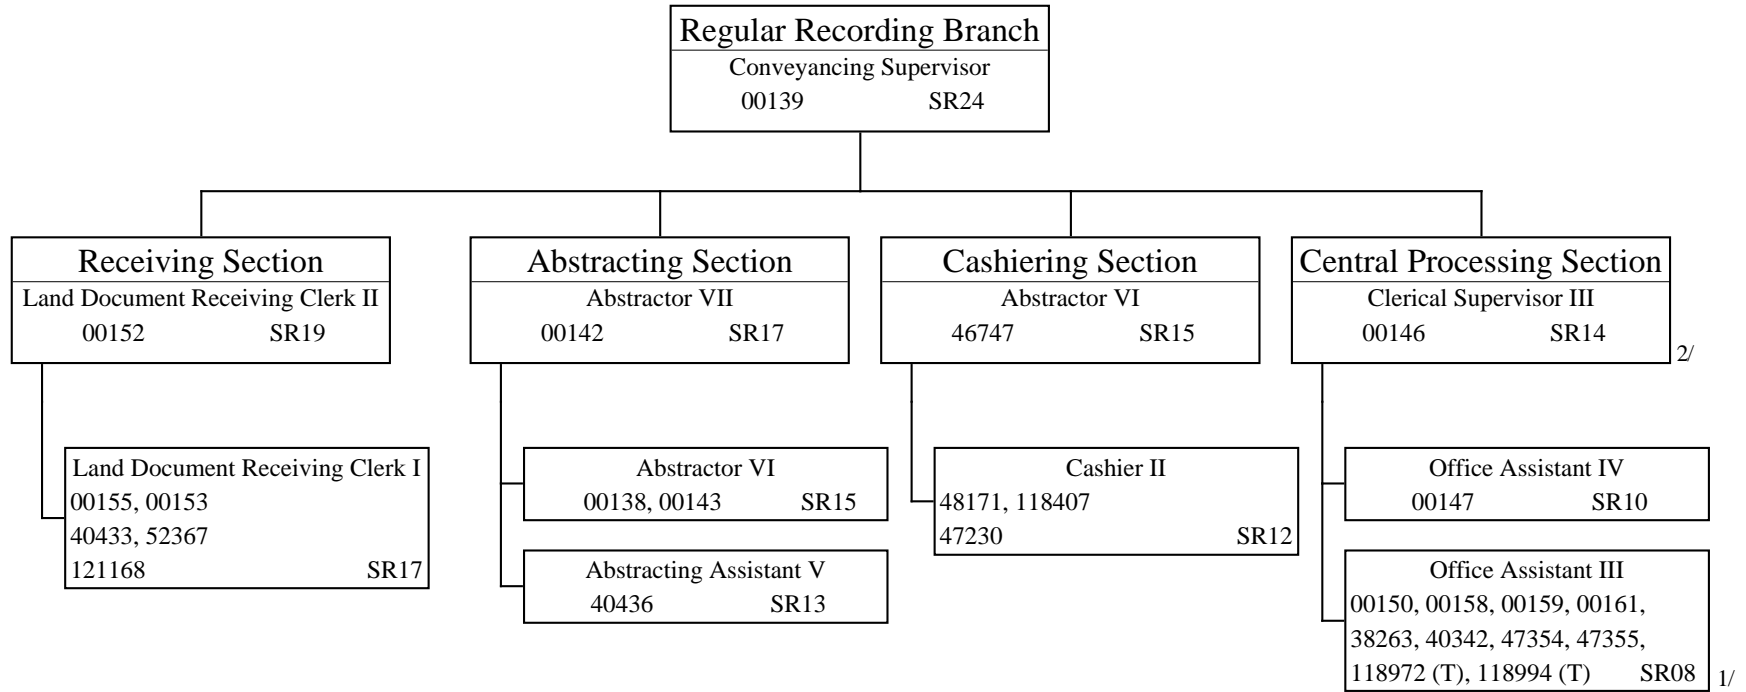 Regular Recording Branch
Conveyancing Supervisor
00139 SR24
Receiving Section
Land Document Receiving Clerk II
00152 SR19
Abstracting Section
Abstractor VII
00142 SR17
Cashiering Section
Abstractor VI
46747 SR15
Central Processing Section
Clerical Supervisor III
00146 SR14
2/
Land Document Receiving Clerk I
00155, 00153
40433, 52367
121168 SR17
Abstractor VI
00138, 00143 SR15
Abstracting Assistant V
40436 SR13
Cashier II
48171, 118407
47230 SR12
Office Assistant IV
00147 SR10
Office Assistant III
00150, 00158, 00159, 00161,
38263, 40342, 47354, 47355,
118972 (T), 118994 (T) SR08
1/